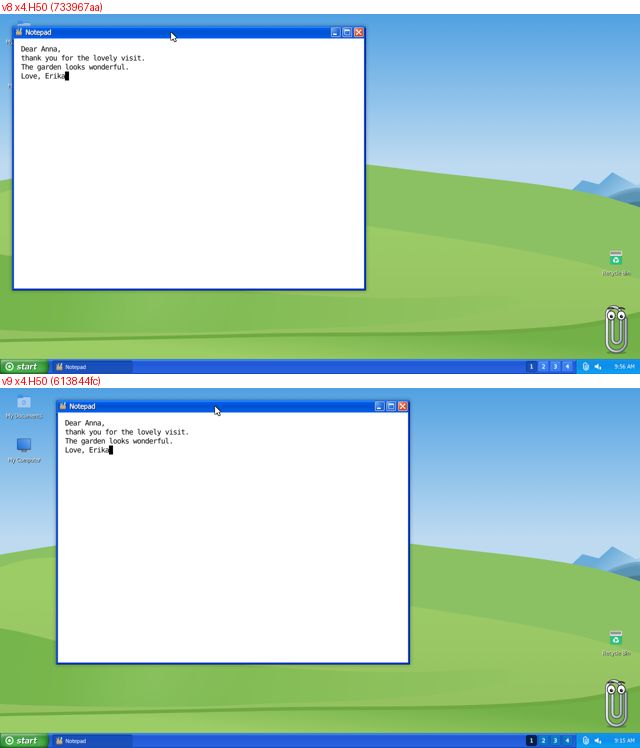 v8 x4.H50 (733967aa)
Notepad
Dear Anna,
thank you for the lovely visit.
The garden looks wonderful.
Love, Erika
Recycle Bin
start
Notepad
1 2 3 4
9:56 AM
v9 x4.H50 (613844fc)
My Documents
Notepad
Dear Anna,
thank you for the lovely visit.
The garden looks wonderful.
Love, Erika
My Computer
Recycle Bin
start
Notepad
1 2 3 4
9:15 AM